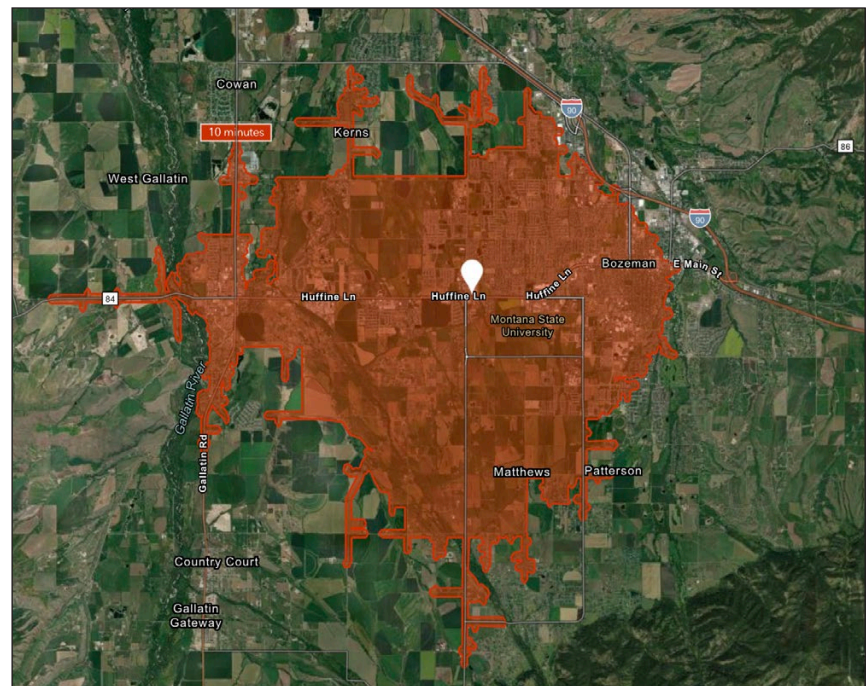 Cowan
90
10 minutes
Kerns
86
West Gallatin
90
Bozeman
E Main St
84
Huffine Ln
Huffine Ln
Huffine Ln
Montana State
University
Gallatin River
Gallatin Rd
Matthews
Patterson
Country Court
Gallatin
Gateway